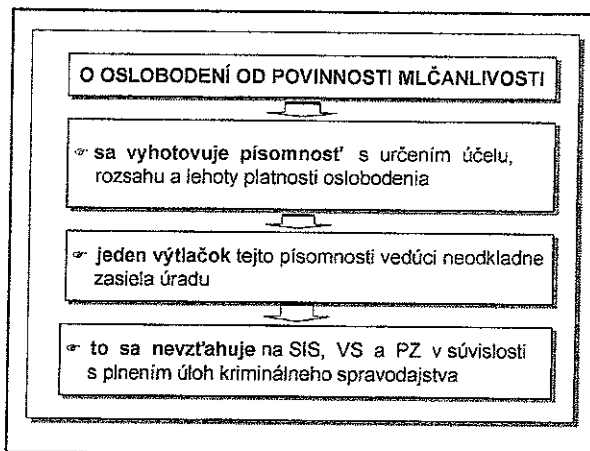 O OSLOBODENÍ OD POVINNOSTI MLČANLIVOSTI
☞ sa vyhotovuje písomnosť s určením účelu,
rozsahu a lehoty platnosti oslobodenia
☞ jeden výtlačok tejto písomnosti vedúci neodkladne
zasiela úradu
☞ to sa nevzťahuje na SIS, VS a PZ v súvislosti
s plnením úloh kriminálneho spravodajstva